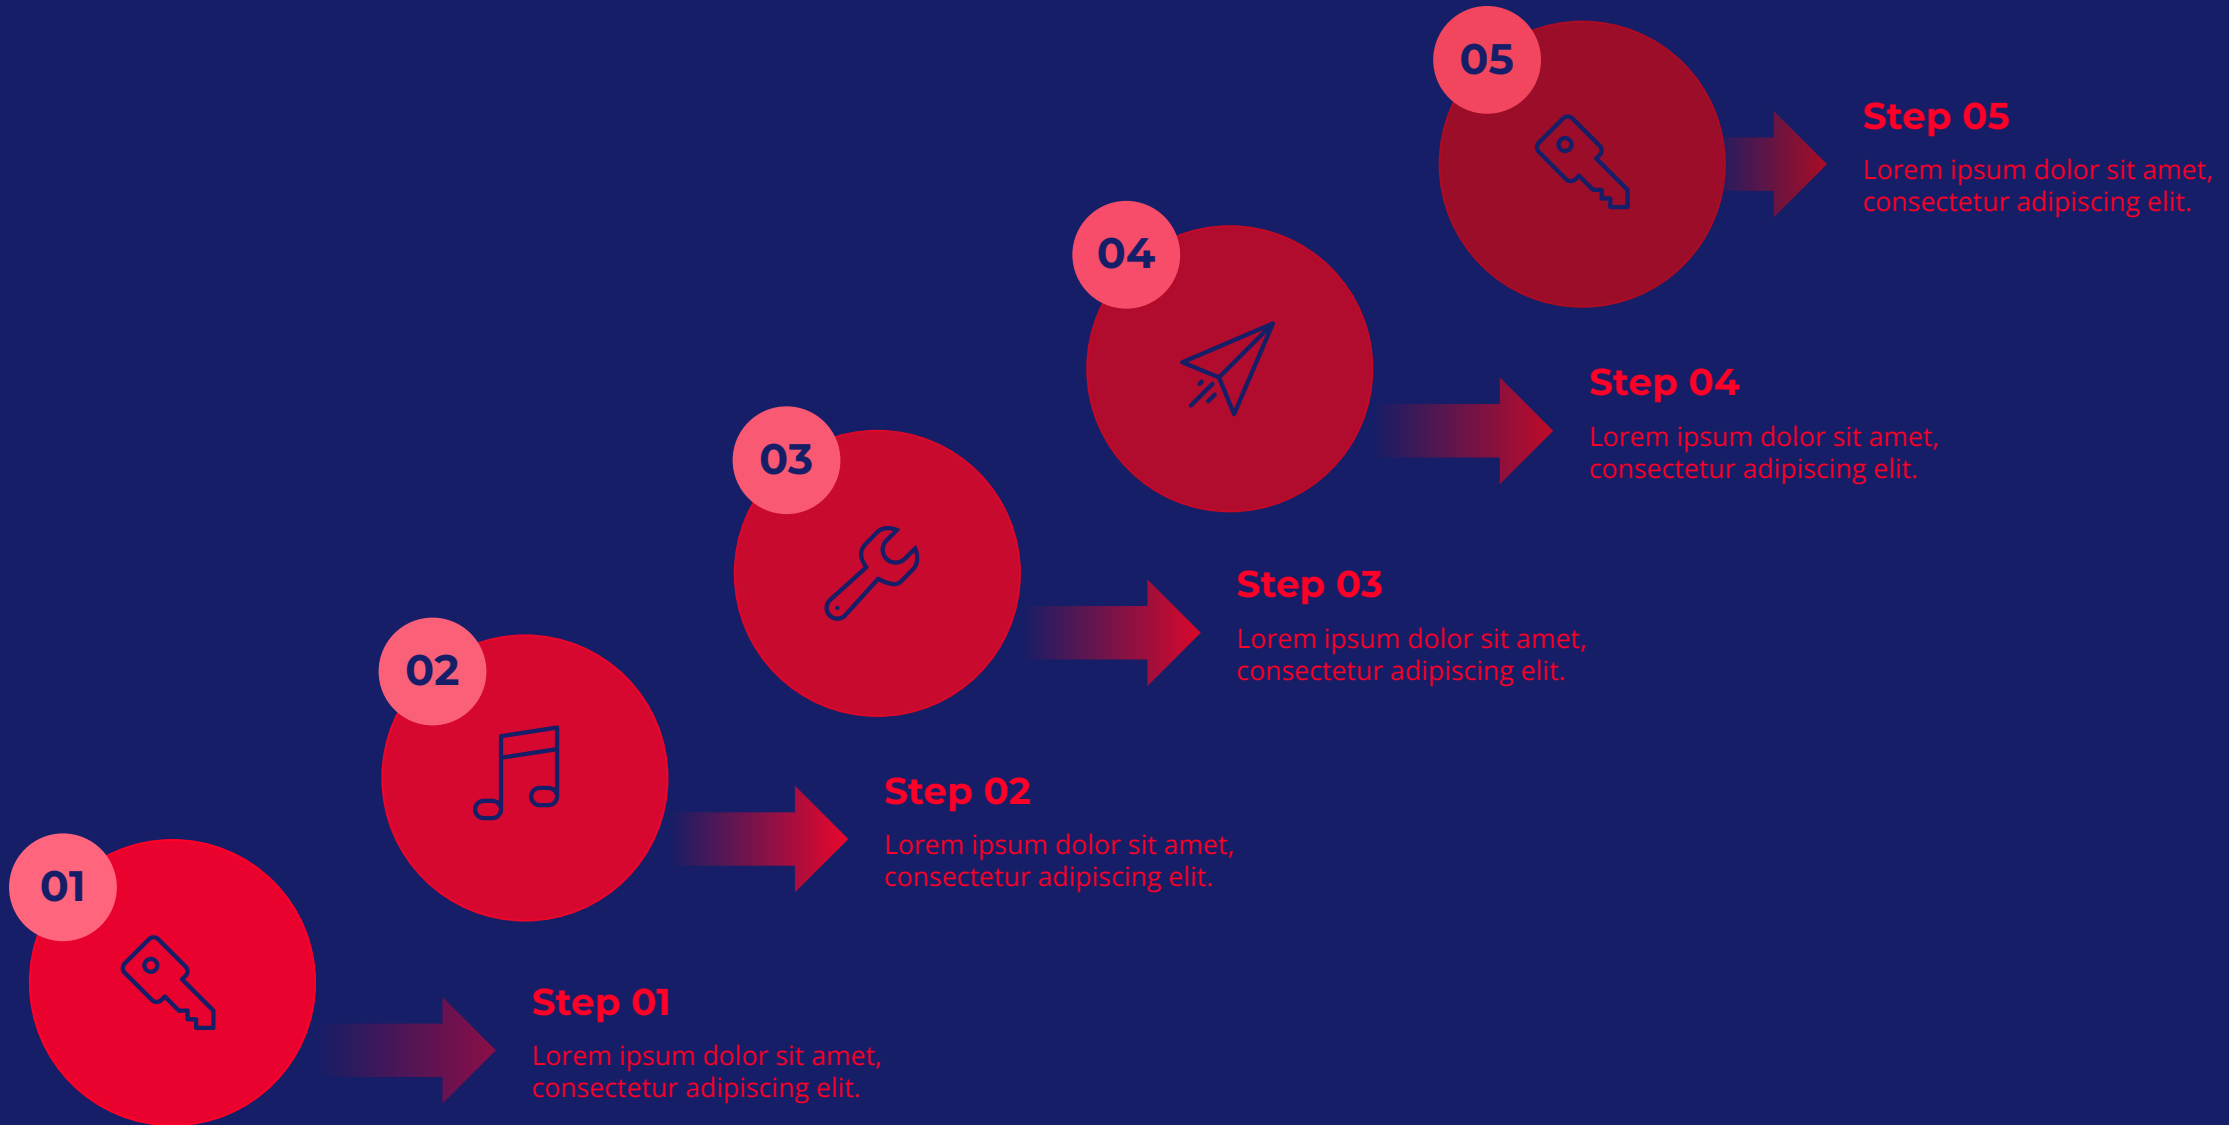 05
Step 05
Lorem ipsum dolor sit amet,
consectetur adipiscing elit.
04
Step 04
Lorem ipsum dolor sit amet,
consectetur adipiscing elit.
03
Step 03
Lorem ipsum dolor sit amet,
consectetur adipiscing elit.
02
Step 02
Lorem ipsum dolor sit amet,
consectetur adipiscing elit.
01
Step 01
Lorem ipsum dolor sit amet,
consectetur adipiscing elit.